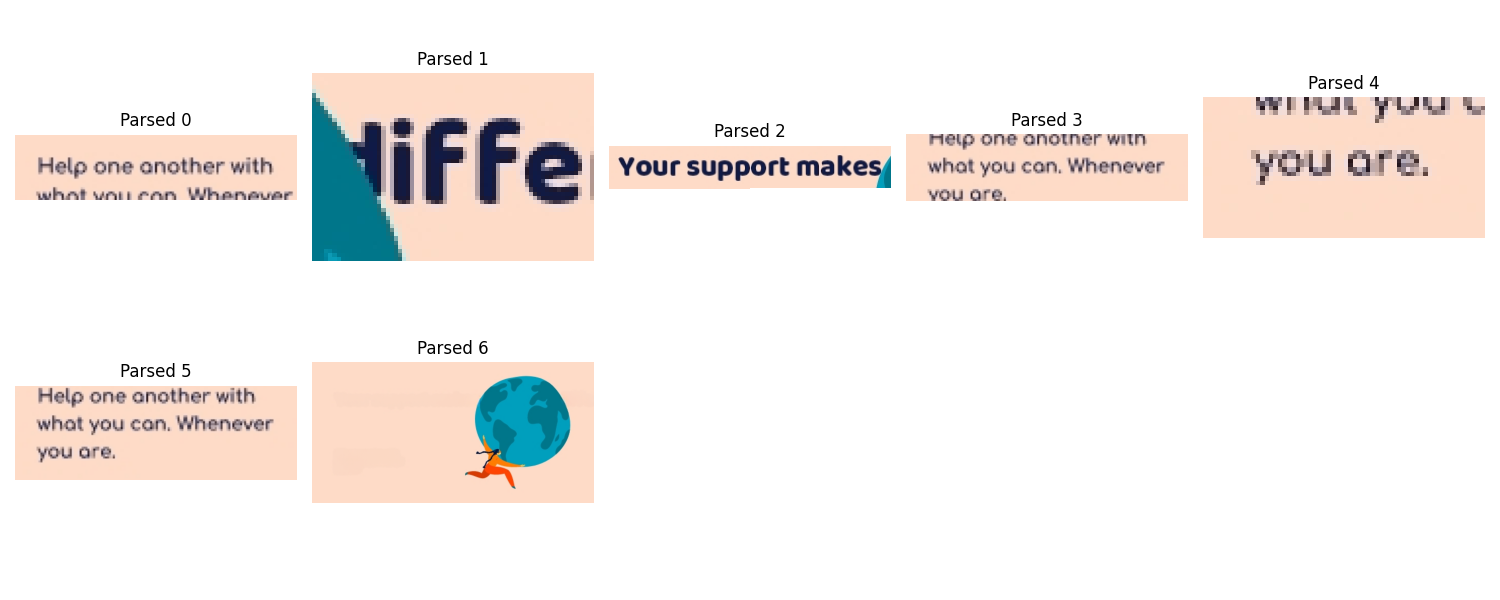 Parsed 0
Help one another with
what you can. Whenever
Parsed 1
diffe
Parsed 2
Your support makes
Parsed 3
Help one another with
what you can. Whenever
you are.
Parsed 4
what you c
you are.
Parsed 5
Help one another with
what you can. Whenever
you are.
Parsed 6